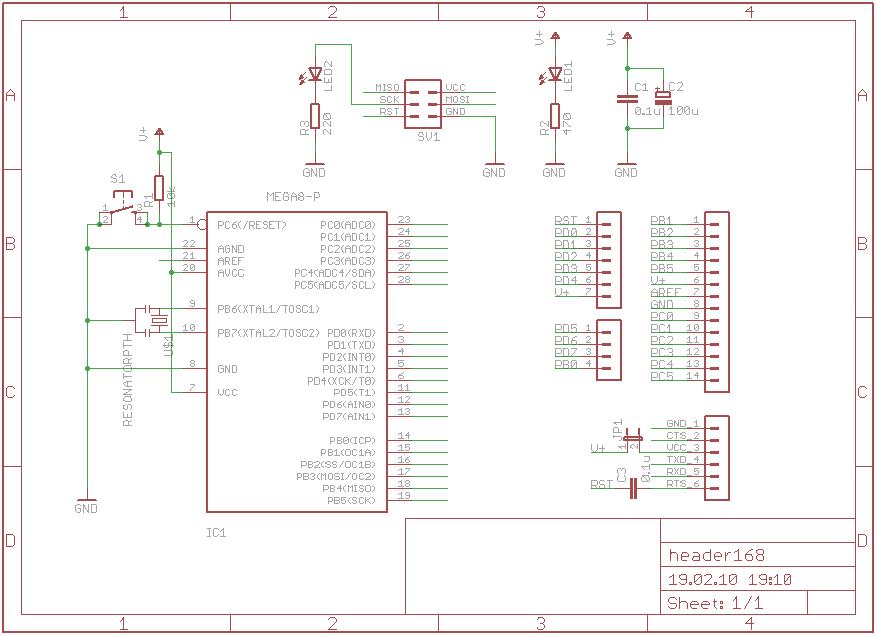 1 2 3 4
A A
V+ V+ V+
LED2
LED1
MISO VCC
SCK MOSI
RST GND
SV1
R3 220
R2 470
C1 C2
0.1u 100u
GND GND GND GND
S1
R1 10k
1 3
2 4
MEGA8-P
1 PC6(/RESET) PC0(ADC0) 23
PC1(ADC1) 24
22 AGND PC2(ADC2) 25
21 AREF PC3(ADC3) 26
20 AVCC PC4(ADC4/SDA) 27
PC5(ADC5/SCL) 28
9 PB6(XTAL1/TOSC1)
10 PB7(XTAL2/TOSC2) PD0(RXD) 2
PD1(TXD) 3
PD2(INT0) 4
8 GND PD3(INT1) 5
PD4(XCK/T0) 6
7 VCC PD5(T1) 11
PD6(AIN0) 12
PD7(AIN1) 13
PB0(ICP) 14
PB1(OC1A) 15
PB2(SS/OC1B) 16
PB3(MOSI/OC2) 17
PB4(MISO) 18
PB5(SCK) 19
U$1
RESONATORPTH
GND
IC1
B B
RST 1
PD0 2
PD1 3
PD2 4
PD3 5
PD4 6
V+ 7
PD5 1
PD6 2
PD7 3
PB0 4
PB1 1
PB2 2
PB3 3
PB4 4
PB5 5
V+ 6
AREF 7
GND 8
PC0 9
PC1 10
PC2 11
PC3 12
PC4 13
PC5 14
C C
JP1
1 2
V+
GND 1
CTS 2
VCC 3
TXD 4
RXD 5
RTS 6
C3 0.1u
RST
D D
header168
19.02.10 19:10
Sheet: 1/1
1 2 3 4